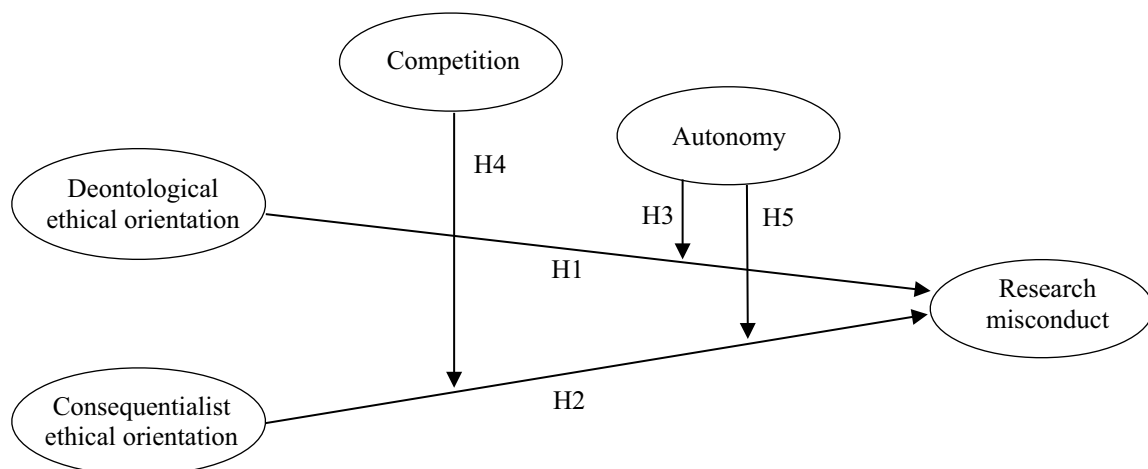 Competition
Autonomy
H4
Deontological
ethical orientation
H3
H5
H1
Research
misconduct
H2
Consequentialist
ethical orientation